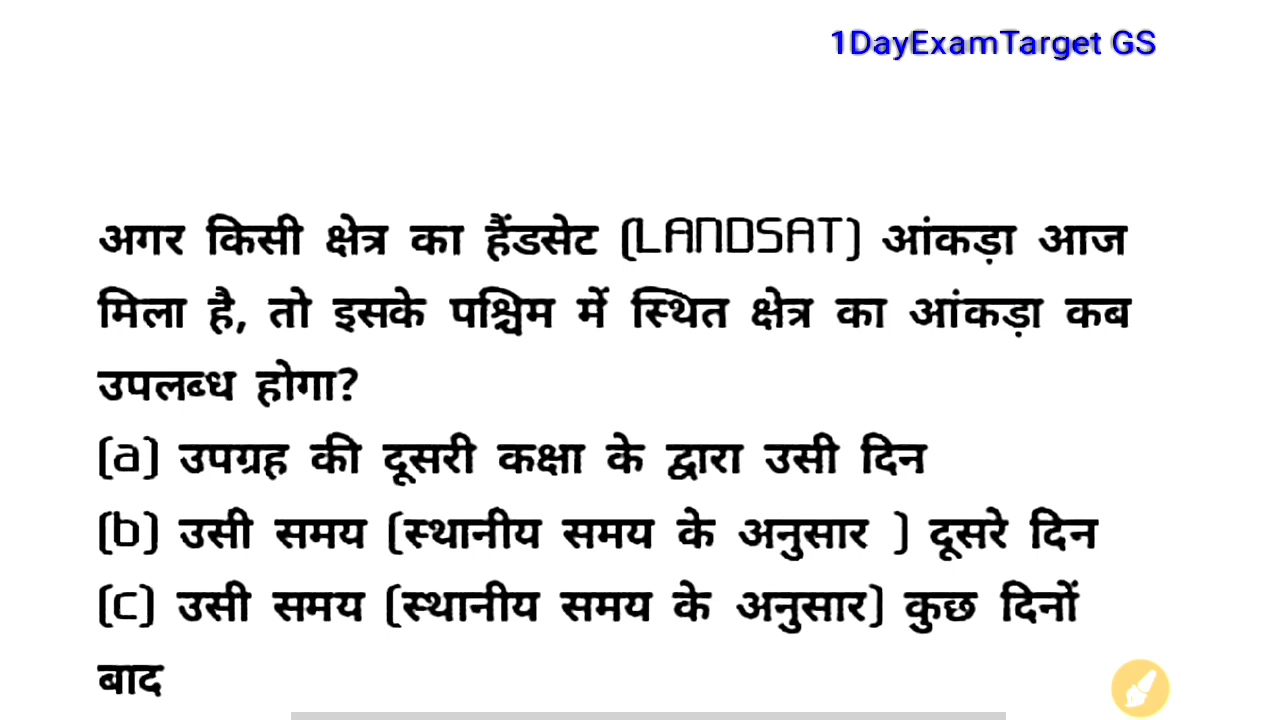 1DayExamTarget GS
अगर किसी क्षेत्र का हैंडसेट (LANDSAT) आंकड़ा आज
मिला है, तो इसके पश्चिम में स्थित क्षेत्र का आंकड़ा कब
उपलब्ध होगा?
(a) उपग्रह की दूसरी कक्षा के द्वारा उसी दिन
(b) उसी समय (स्थानीय समय के अनुसार ) दूसरे दिन
(c) उसी समय (स्थानीय समय के अनुसार) कुछ दिनों
बाद